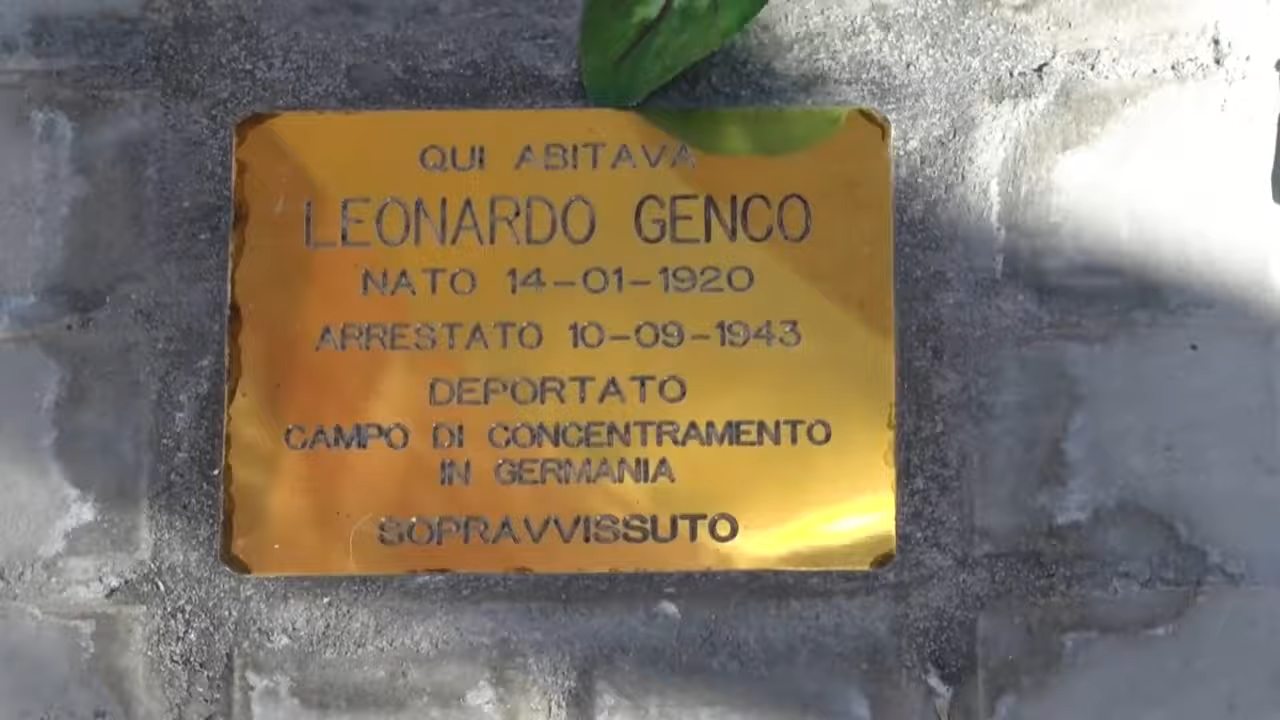 QUI ABITAVA
LEONARDO GENCO
NATO 14-01-1920
ARRESTATO 10-09-1943
DEPORTATO
CAMPO DI CONCENTRAMENTO
IN GERMANIA
SOPRAVVISSUTO